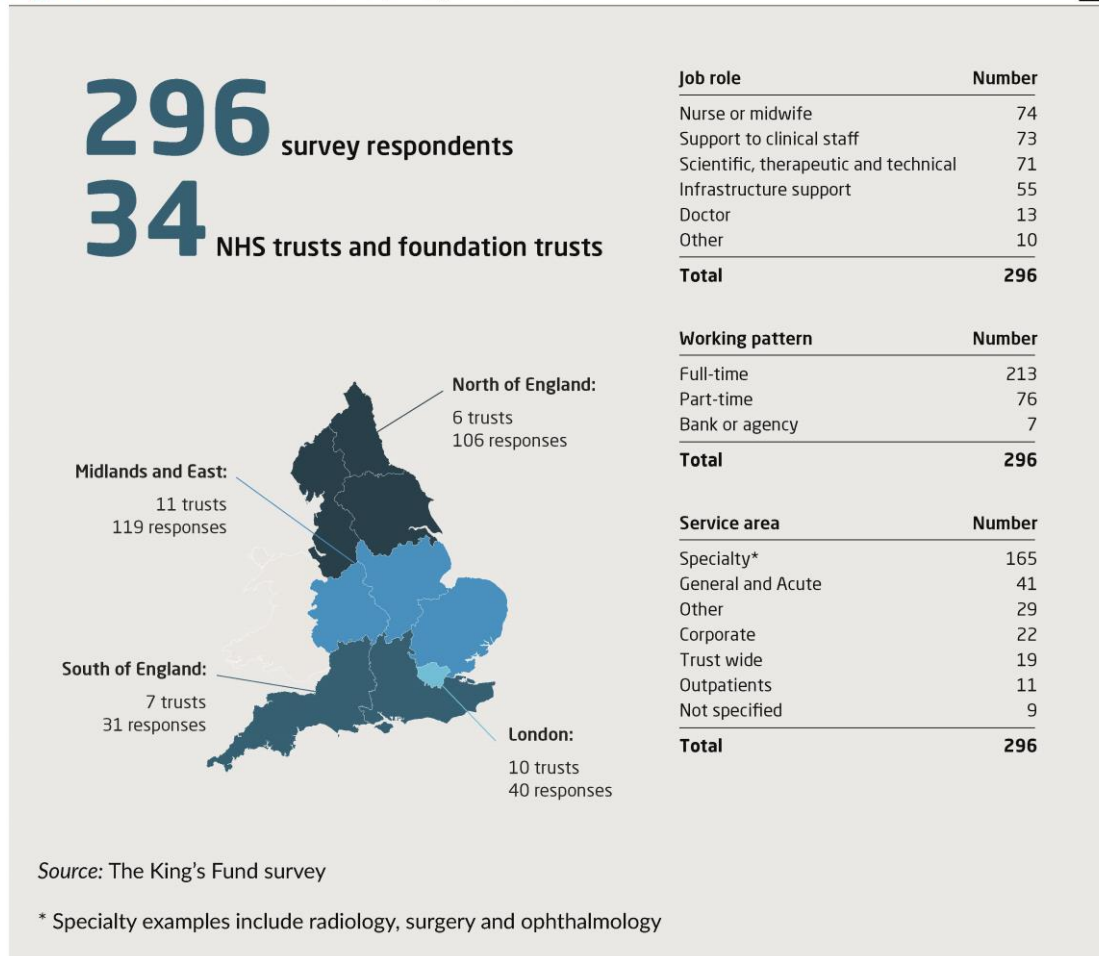 296 survey respondents
34 NHS trusts and foundation trusts
North of England:
6 trusts
106 responses
Midlands and East:
11 trusts
119 responses
South of England:
7 trusts
31 responses
London:
10 trusts
40 responses
Job role Number
Nurse or midwife 74
Support to clinical staff 73
Scientific, therapeutic and technical 71
Infrastructure support 55
Doctor 13
Other 10
Total 296
Working pattern Number
Full-time 213
Part-time 76
Bank or agency 7
Total 296
Service area Number
Specialty* 165
General and Acute 41
Other 29
Corporate 22
Trust wide 19
Outpatients 11
Not specified 9
Total 296
Source: The King's Fund survey
* Specialty examples include radiology, surgery and ophthalmology